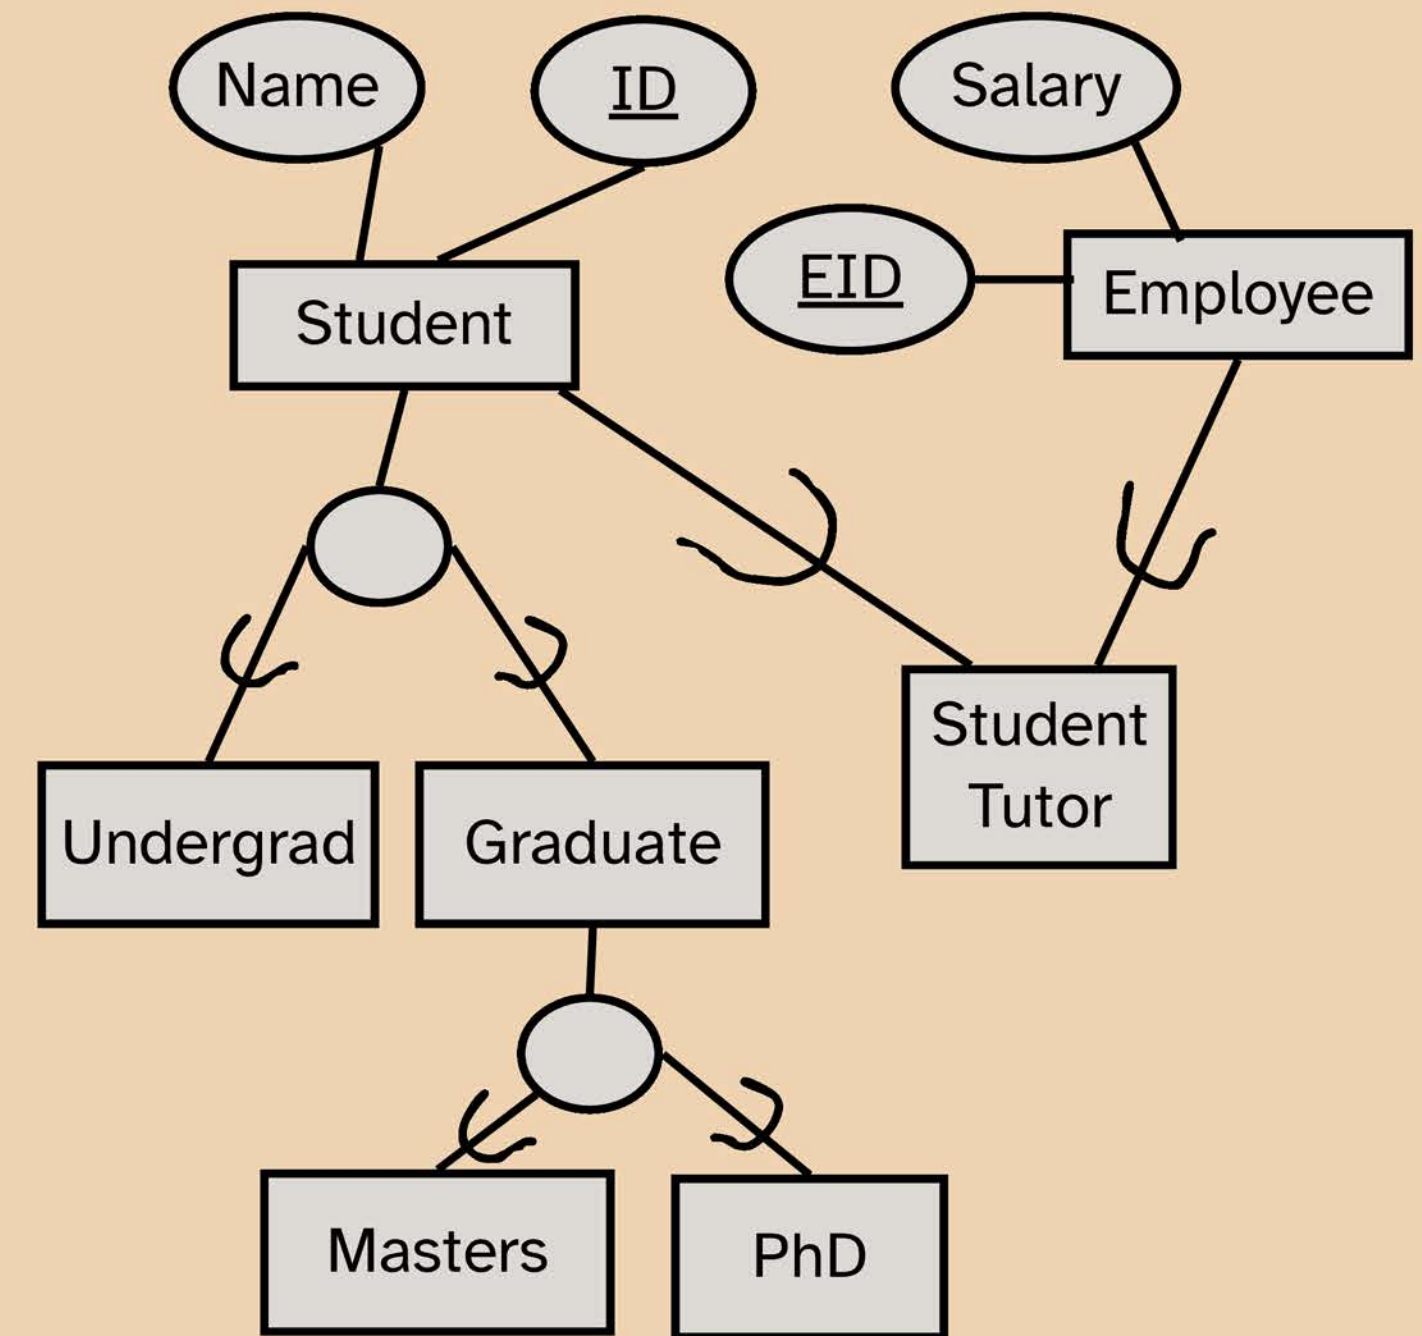 Name
ID
Salary
EID
Employee
Student
Student
Tutor
Undergrad
Graduate
Masters
PhD